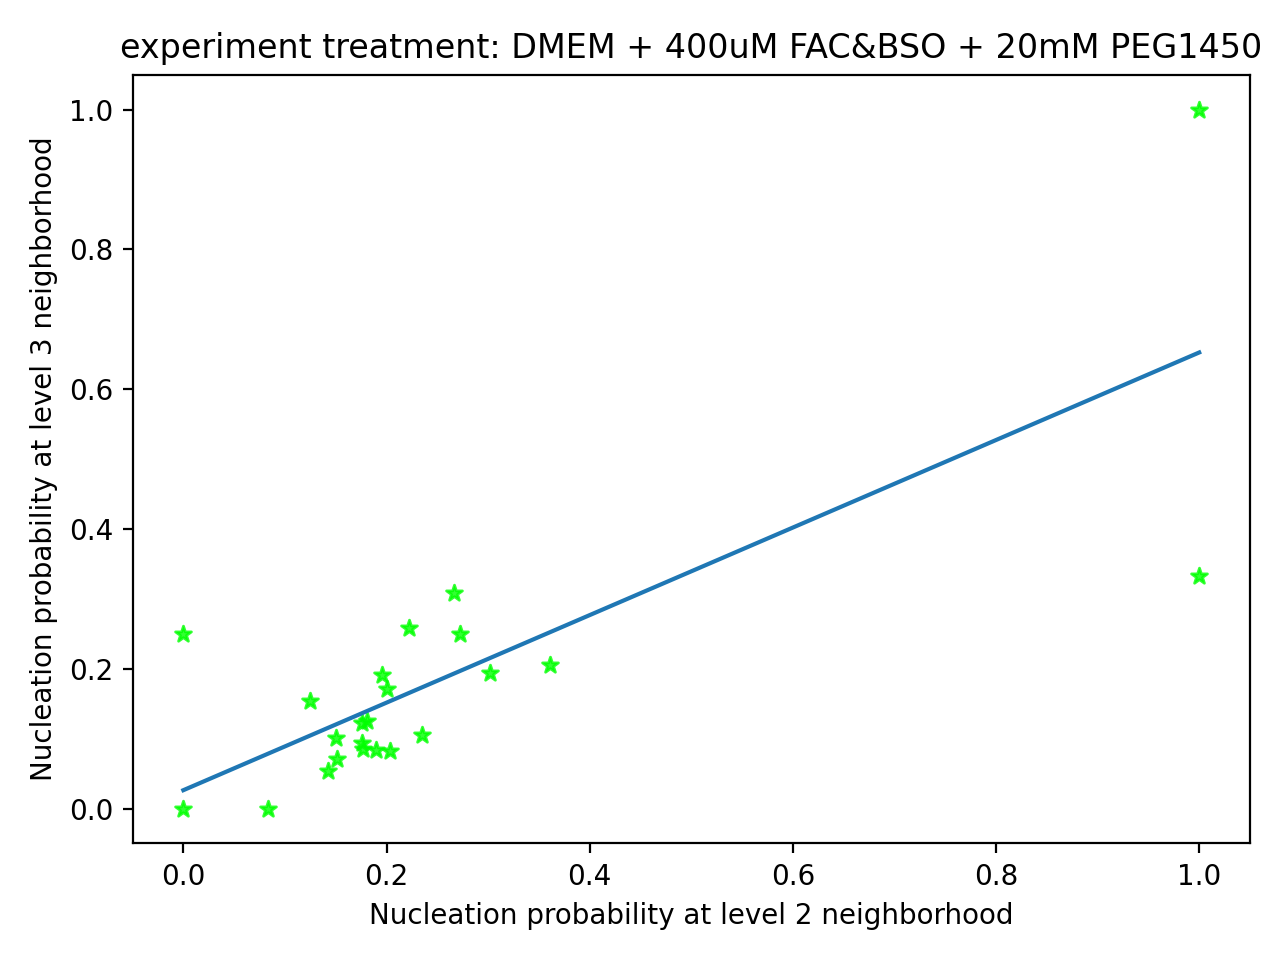 experiment treatment: DMEM + 400uM FAC&BSO + 20mM PEG1450
Nucleation probability at level 3 neighborhood
1.0
0.8
0.6
0.4
0.2
0.0
0.0 0.2 0.4 0.6 0.8 1.0
Nucleation probability at level 2 neighborhood